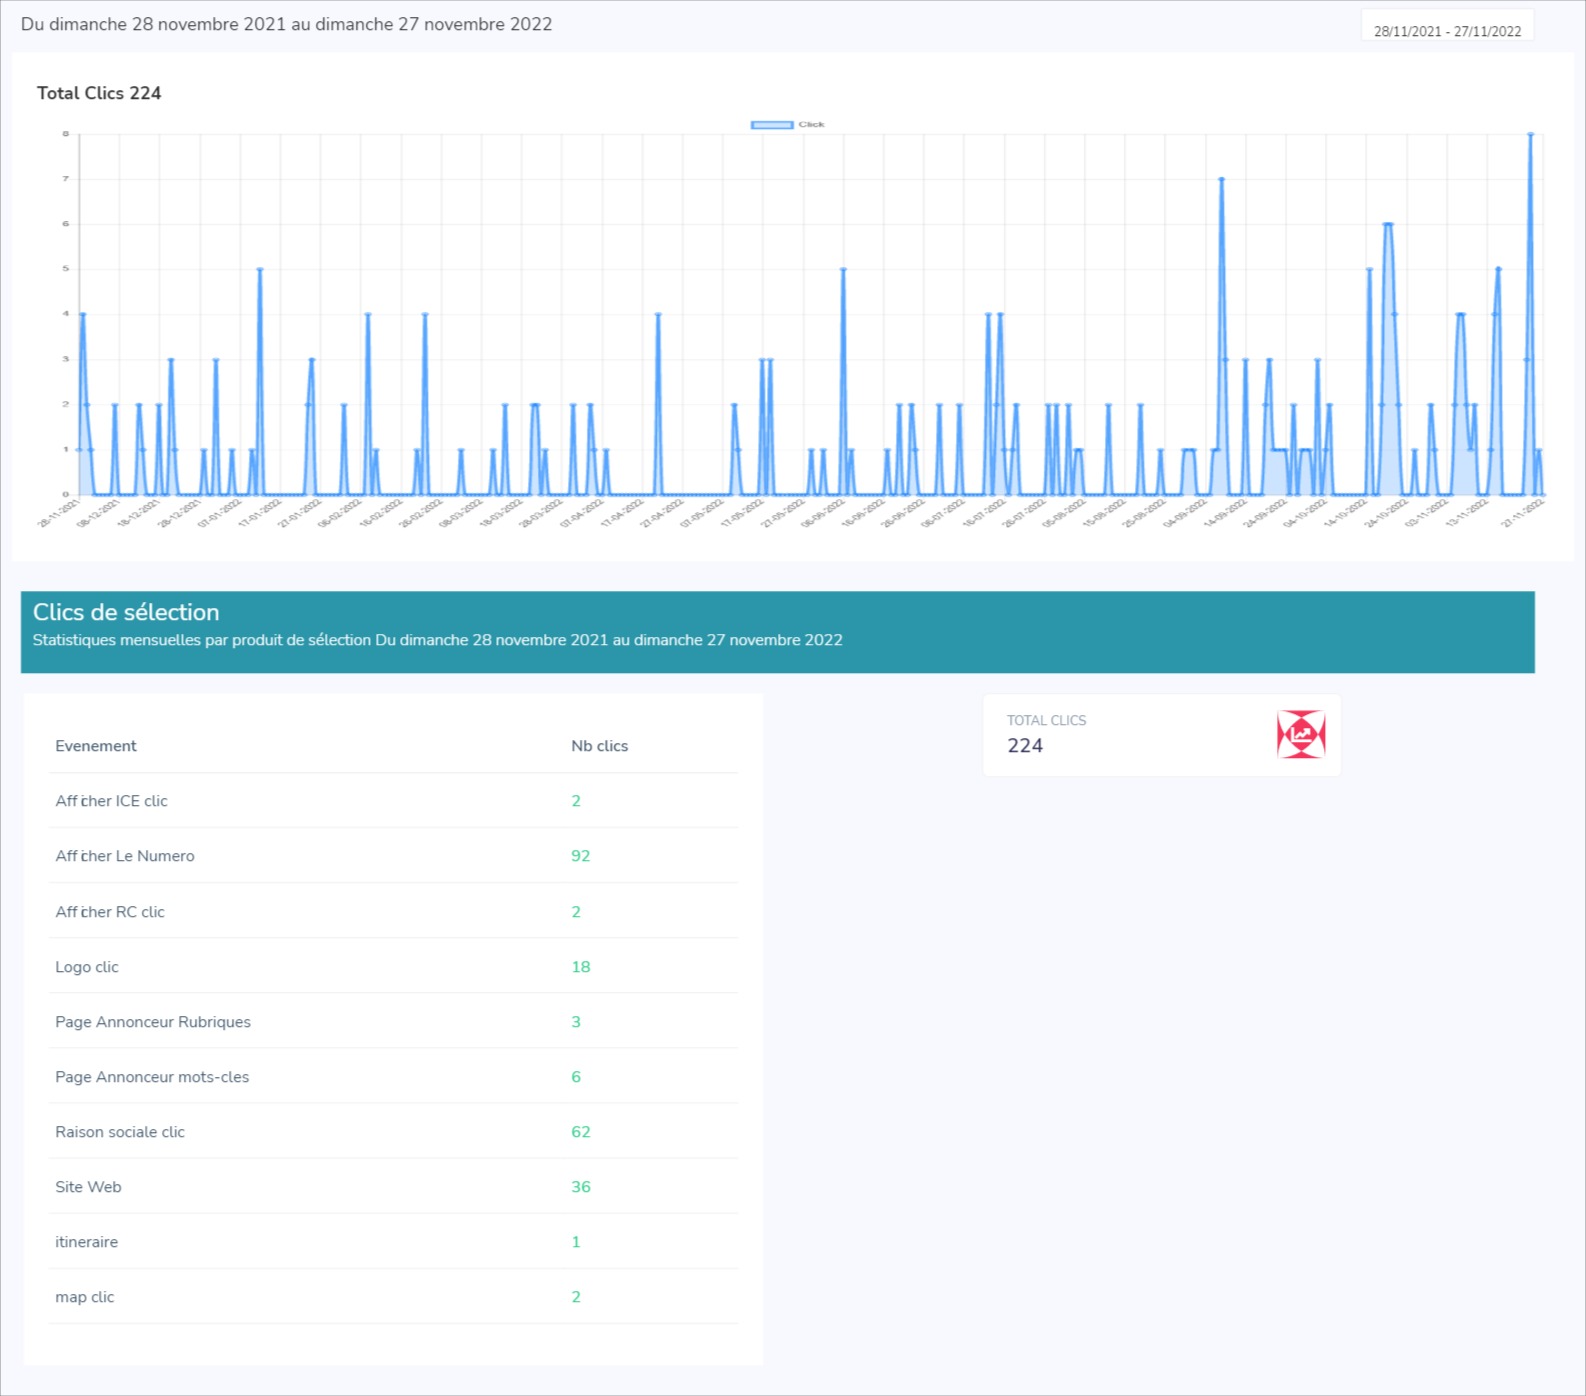 Du dimanche 28 novembre 2021 au dimanche 27 novembre 2022
28/11/2021 - 27/11/2022
Total Clics 224
Click
8
7
6
5
4
3
2
1
0
28-11-2021 08-12-2021 18-12-2021 28-12-2021 07-01-2022 17-01-2022 27-01-2022 06-02-2022 16-02-2022 26-02-2022 08-03-2022 18-03-2022 28-03-2022 07-04-2022 17-04-2022 27-04-2022 07-05-2022 17-05-2022 27-05-2022 06-06-2022 16-06-2022 26-06-2022 06-07-2022 16-07-2022 26-07-2022 05-08-2022 15-08-2022 25-08-2022 04-09-2022 14-09-2022 24-09-2022 04-10-2022 14-10-2022 24-10-2022 03-11-2022 13-11-2022 27-11-2022
Clics de sélection
Statistiques mensuelles par produit de sélection Du dimanche 28 novembre 2021 au dimanche 27 novembre 2022
Evenement Nb clics
Afficher ICE clic 2
Afficher Le Numero 92
Afficher RC clic 2
Logo clic 18
Page Annonceur Rubriques 3
Page Annonceur mots-cles 6
Raison sociale clic 62
Site Web 36
itineraire 1
map clic 2
TOTAL CLICS
224